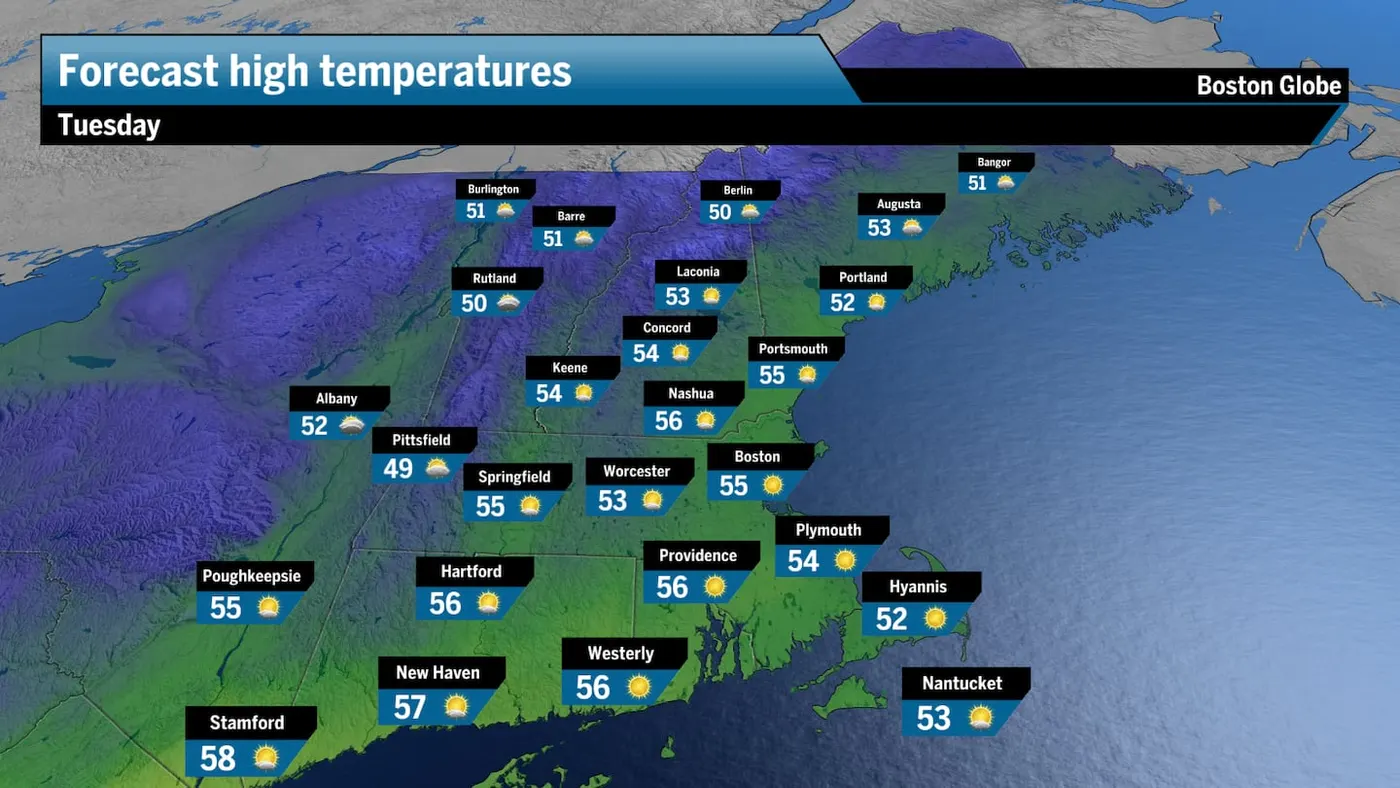 Forecast high temperatures
Boston Globe
Tuesday
Bangor
51
Burlington
51
Berlin
50
Augusta
53
Barre
51
Laconia
53
Rutland
50
Portland
52
Concord
54
Portsmouth
55
Keene
54
Nashua
56
Albany
52
Pittsfield
49
Boston
55
Springfield
55
Worcester
53
Plymouth
54
Providence
56
Hartford
56
Poughkeepsie
55
Hyannis
52
Westerly
56
New Haven
57
Nantucket
53
Stamford
58